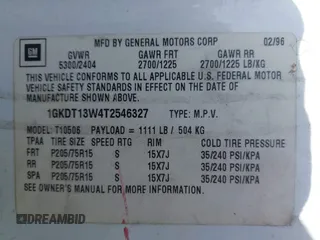 GM
MFD BY GENERAL MOTORS CORP 02/96
GVWR GAWR FRT GAWR RR
5300/2404 2700/1225 2700/1225 LB/KG
THIS VEHICLE CONFORMS TO ALL APPLICABLE U.S. FEDERAL MOTOR
VEHICLE SAFETY STANDARDS IN EFFECT ON THE DATE OF
MANUFACTURE SHOWN ABOVE.
1GKDT13W4T2546327 TYPE: M.P.V.
MODEL: T10506 PAYLOAD = 1111 LB/ 504 KG
TPAA TIRE SIZE SPEED RTG RIM COLD TIRE PRESSURE
FRT P205/75R15 S 15X7J 35/240 PSI/KPA
RR P205/75R15 S 15X7J 35/240 PSI/KPA
SPA P205/75R15 S 15X7J 35/240 PSI/KPA
SEE OWNER'S MANUAL FOR ADDITIONAL INFORMATION.
DREAMBID